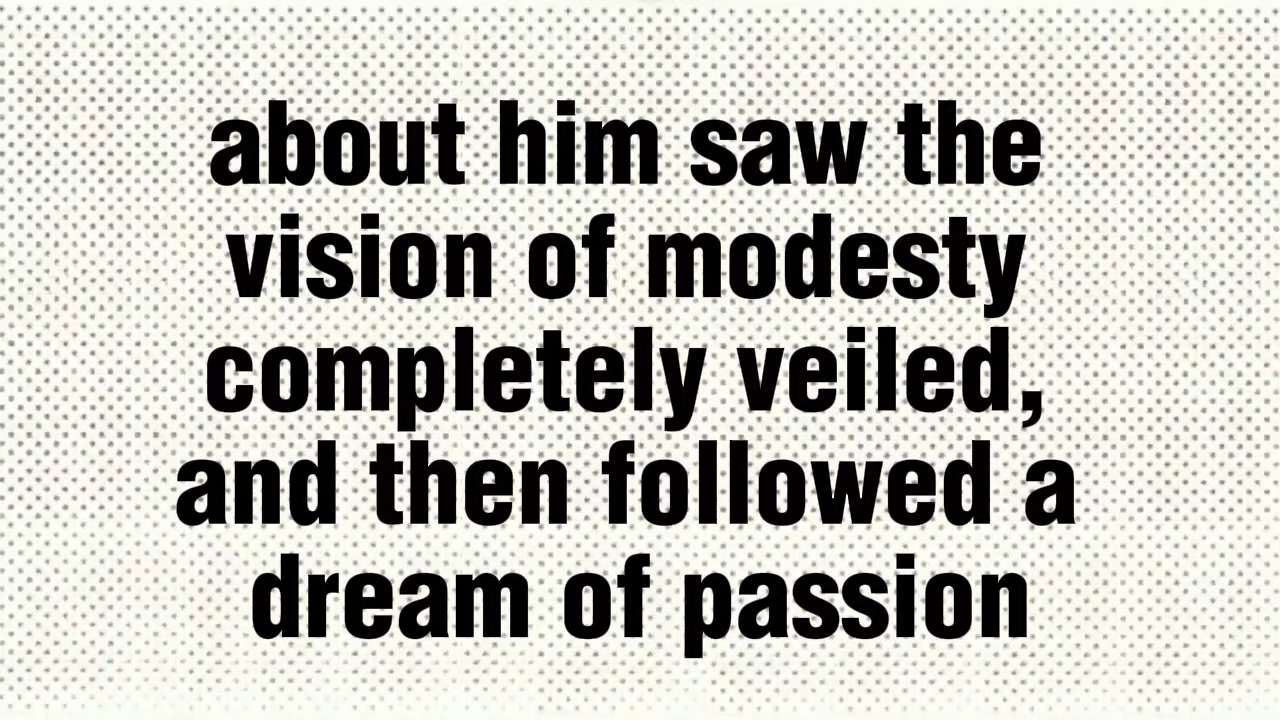 about him saw the
vision of modesty
completely veiled,
and then followed a
dream of passion